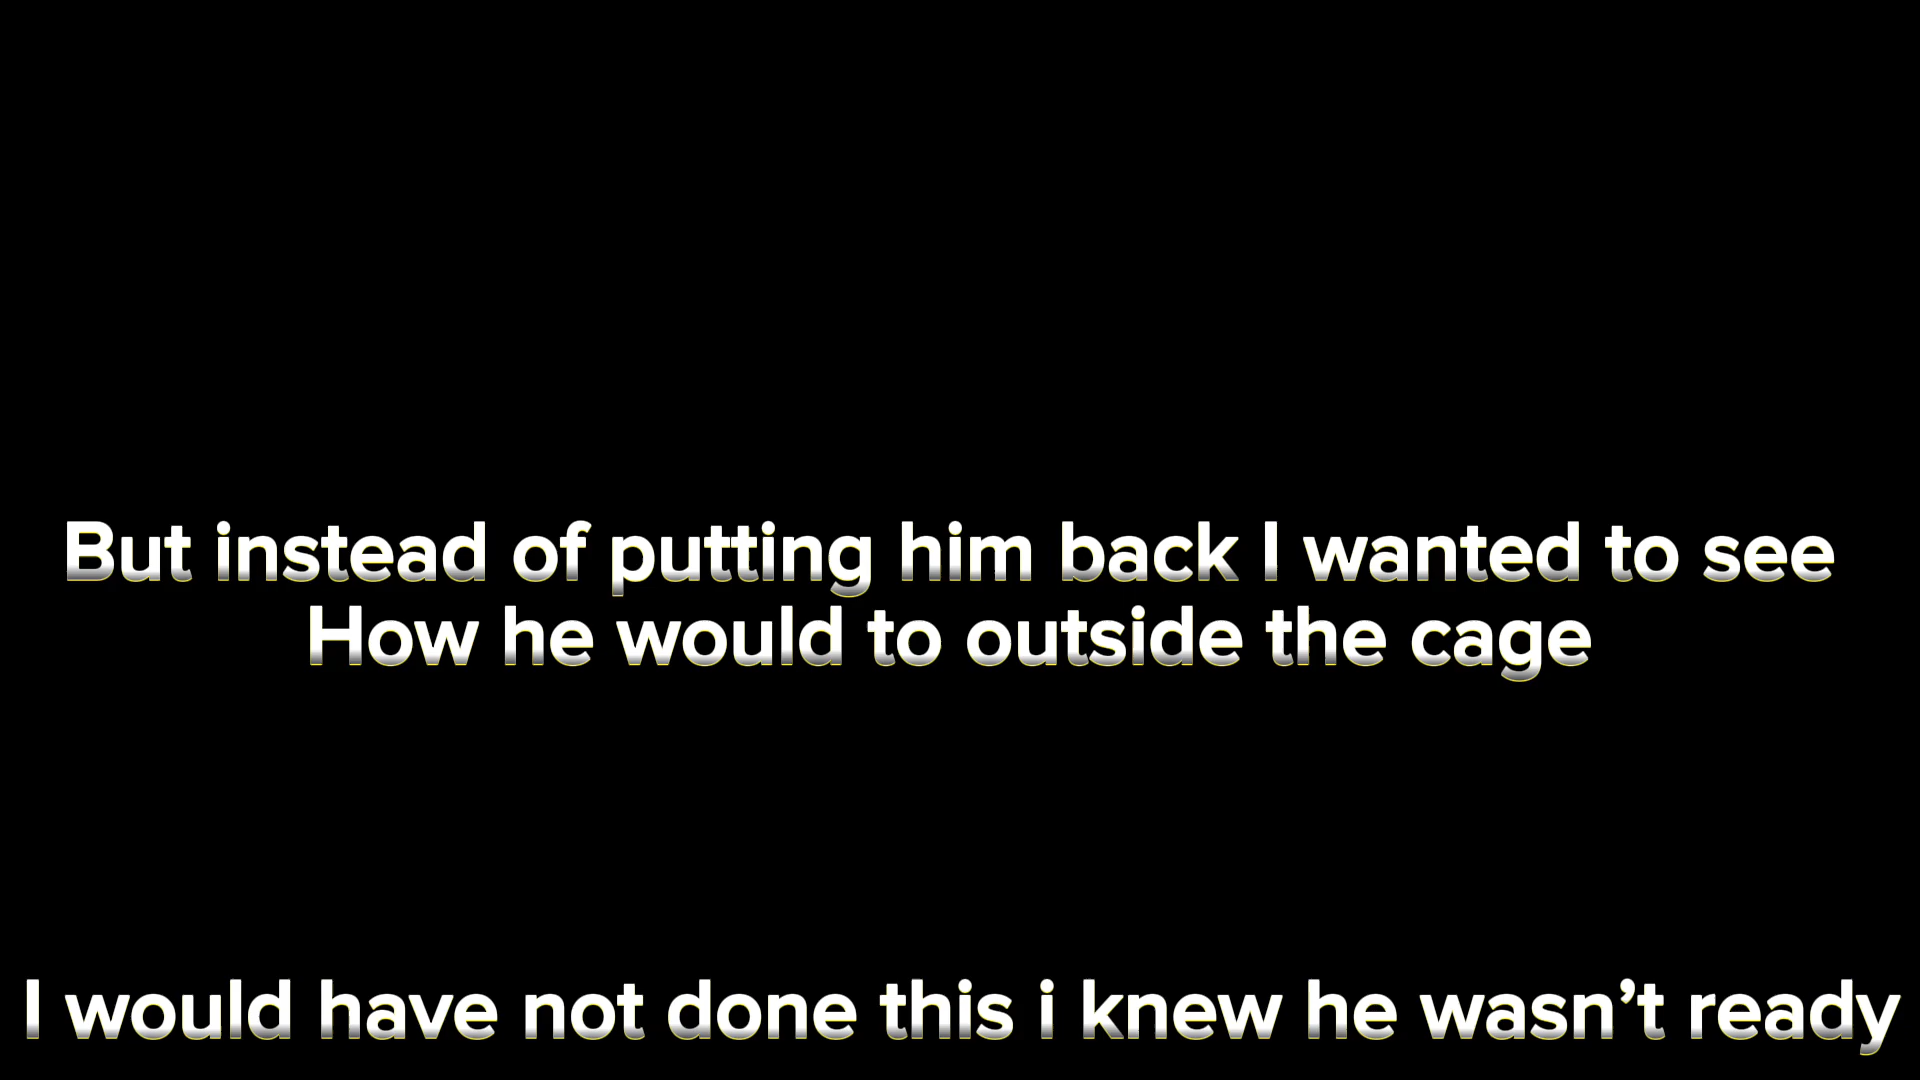 But instead of putting him back I wanted to see
How he would to outside the cage
I would have not done this i knew he wasn’t ready